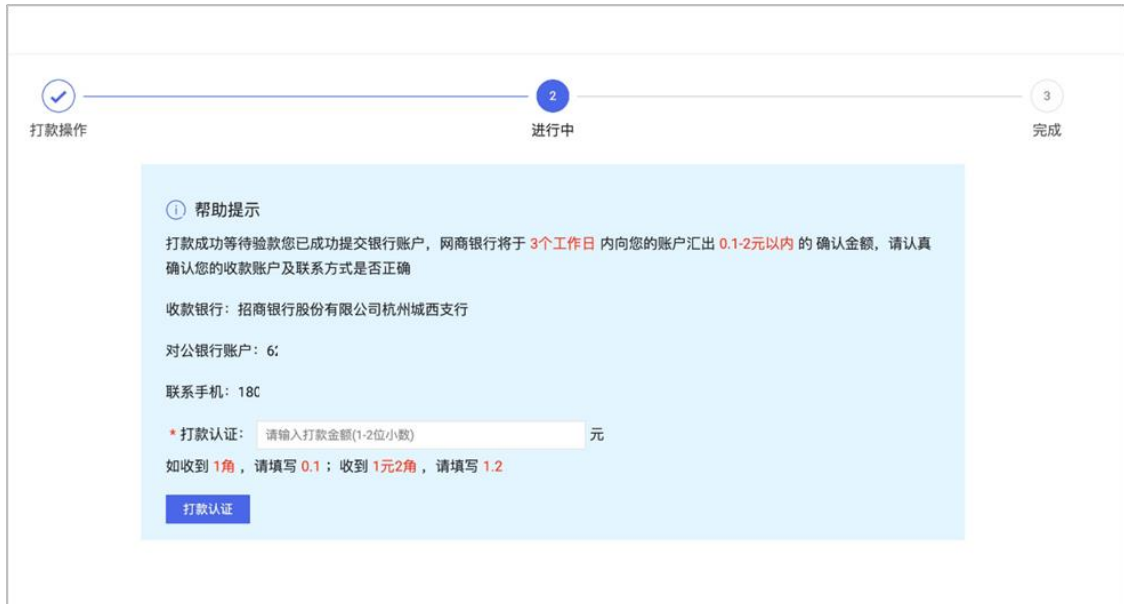 2
3
打款操作
进行中
完成
帮助提示
打款成功等待验款您已成功提交银行账户，网商银行将于 3个工作日 内向您的账户汇出 0.1-2元以内 的 确认金额，请认真
确认您的收款账户及联系方式是否正确
收款银行：招商银行股份有限公司杭州城西支行
对公银行账户：6
联系手机：180
* 打款认证： 请输入打款金额(1-2位小数) 元
如收到 1角 ，请填写 0.1 ；收到 1元2角 ，请填写 1.2
打款认证